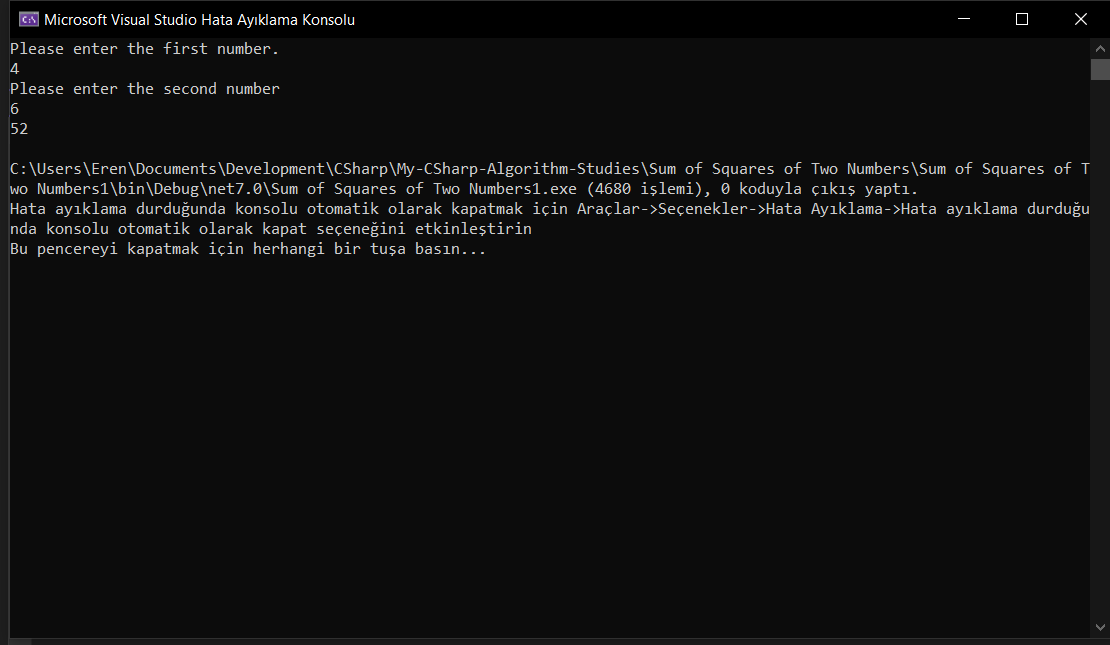 Microsoft Visual Studio Hata Ayıklama Konsolu
Please enter the first number.
4
Please enter the second number
6
52
C:\Users\Eren\Documents\Development\CSharp\My-CSharp-Algorithm-Studies\Sum of Squares of Two Numbers\Sum of Squares of T
wo Numbers1\bin\Debug\net7.0\Sum of Squares of Two Numbers1.exe (4680 işlemi), 0 koduyla çıkış yaptı.
Hata ayıklama durduğunda konsolu otomatik olarak kapatmak için Araçlar->Seçenekler->Hata Ayıklama->Hata ayıklama durduğu
nda konsolu otomatik olarak kapat seçeneğini etkinleştirin
Bu pencereyi kapatmak için herhangi bir tuşa basın...